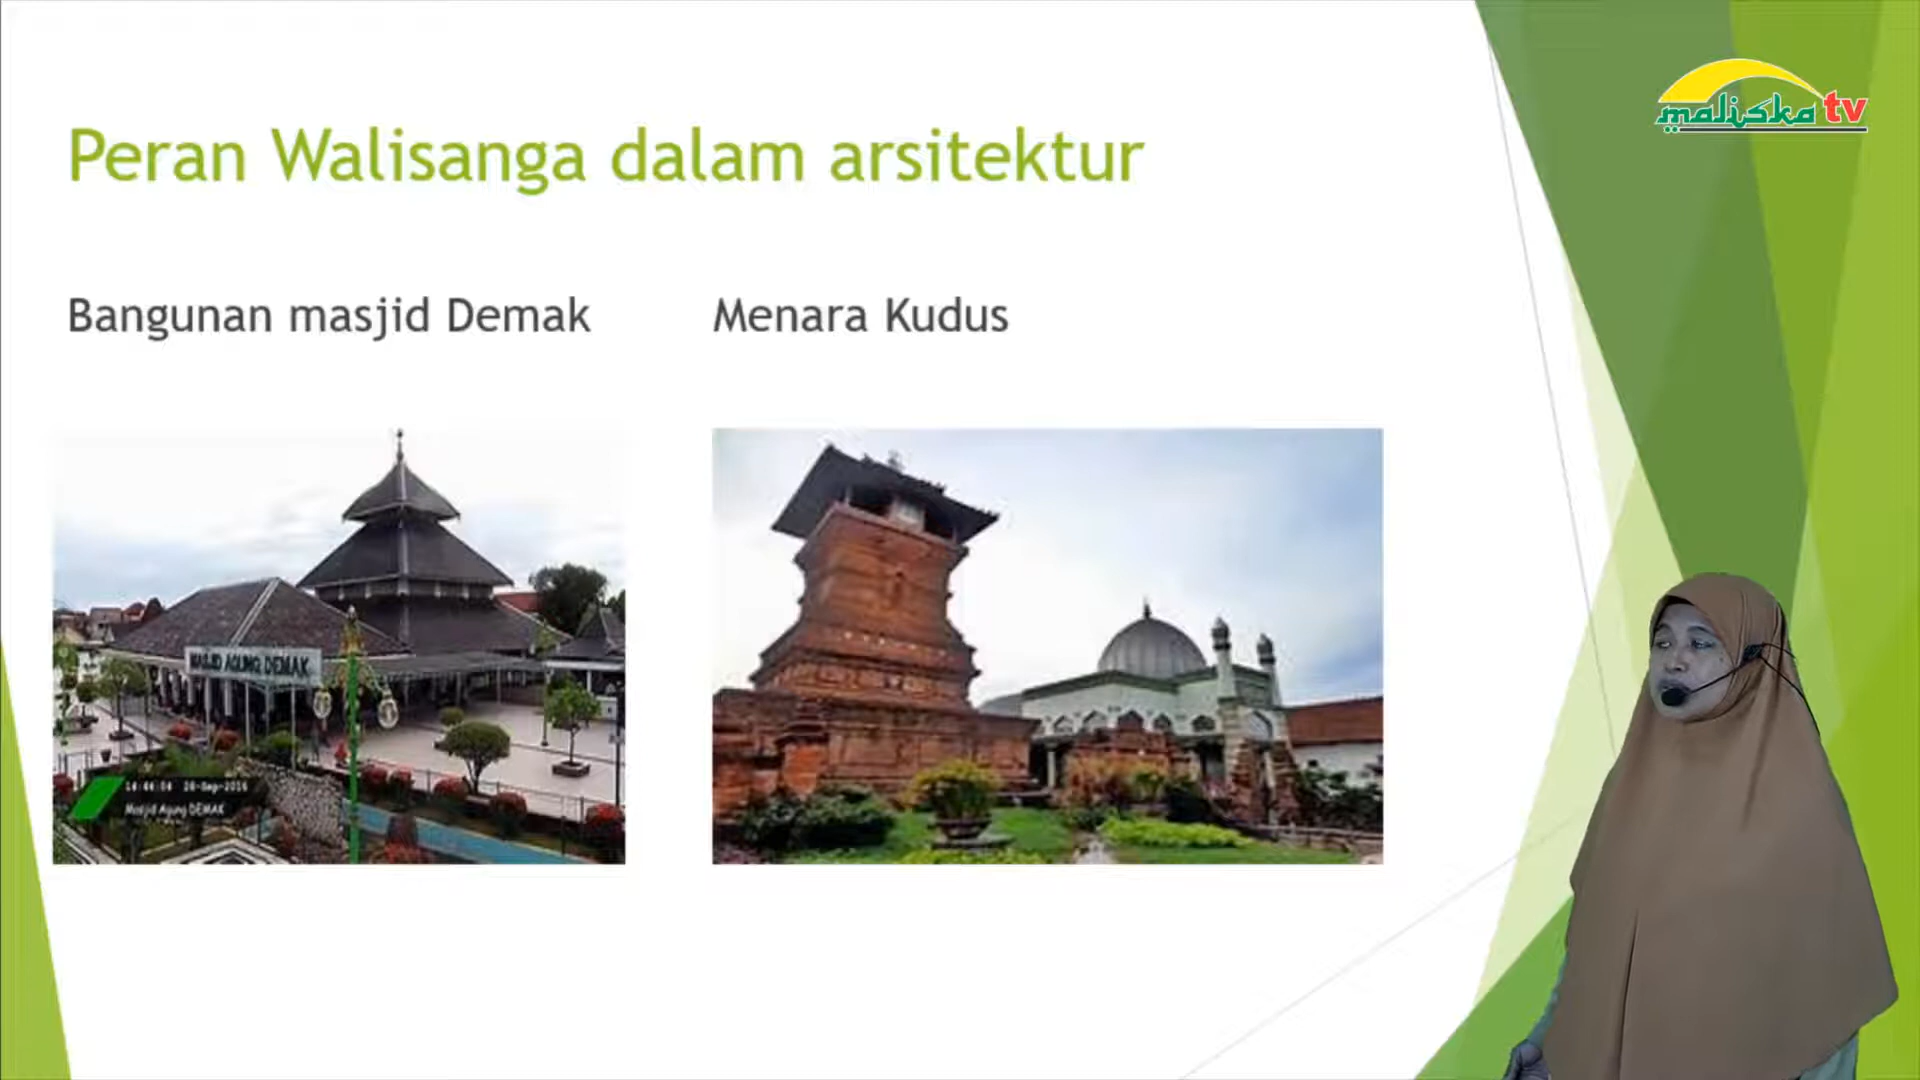 maliska tv
Peran Walisanga dalam arsitektur
Bangunan masjid Demak
Menara Kudus
MASJID AGUNG DEMAK
Masjid Agung DEMAK